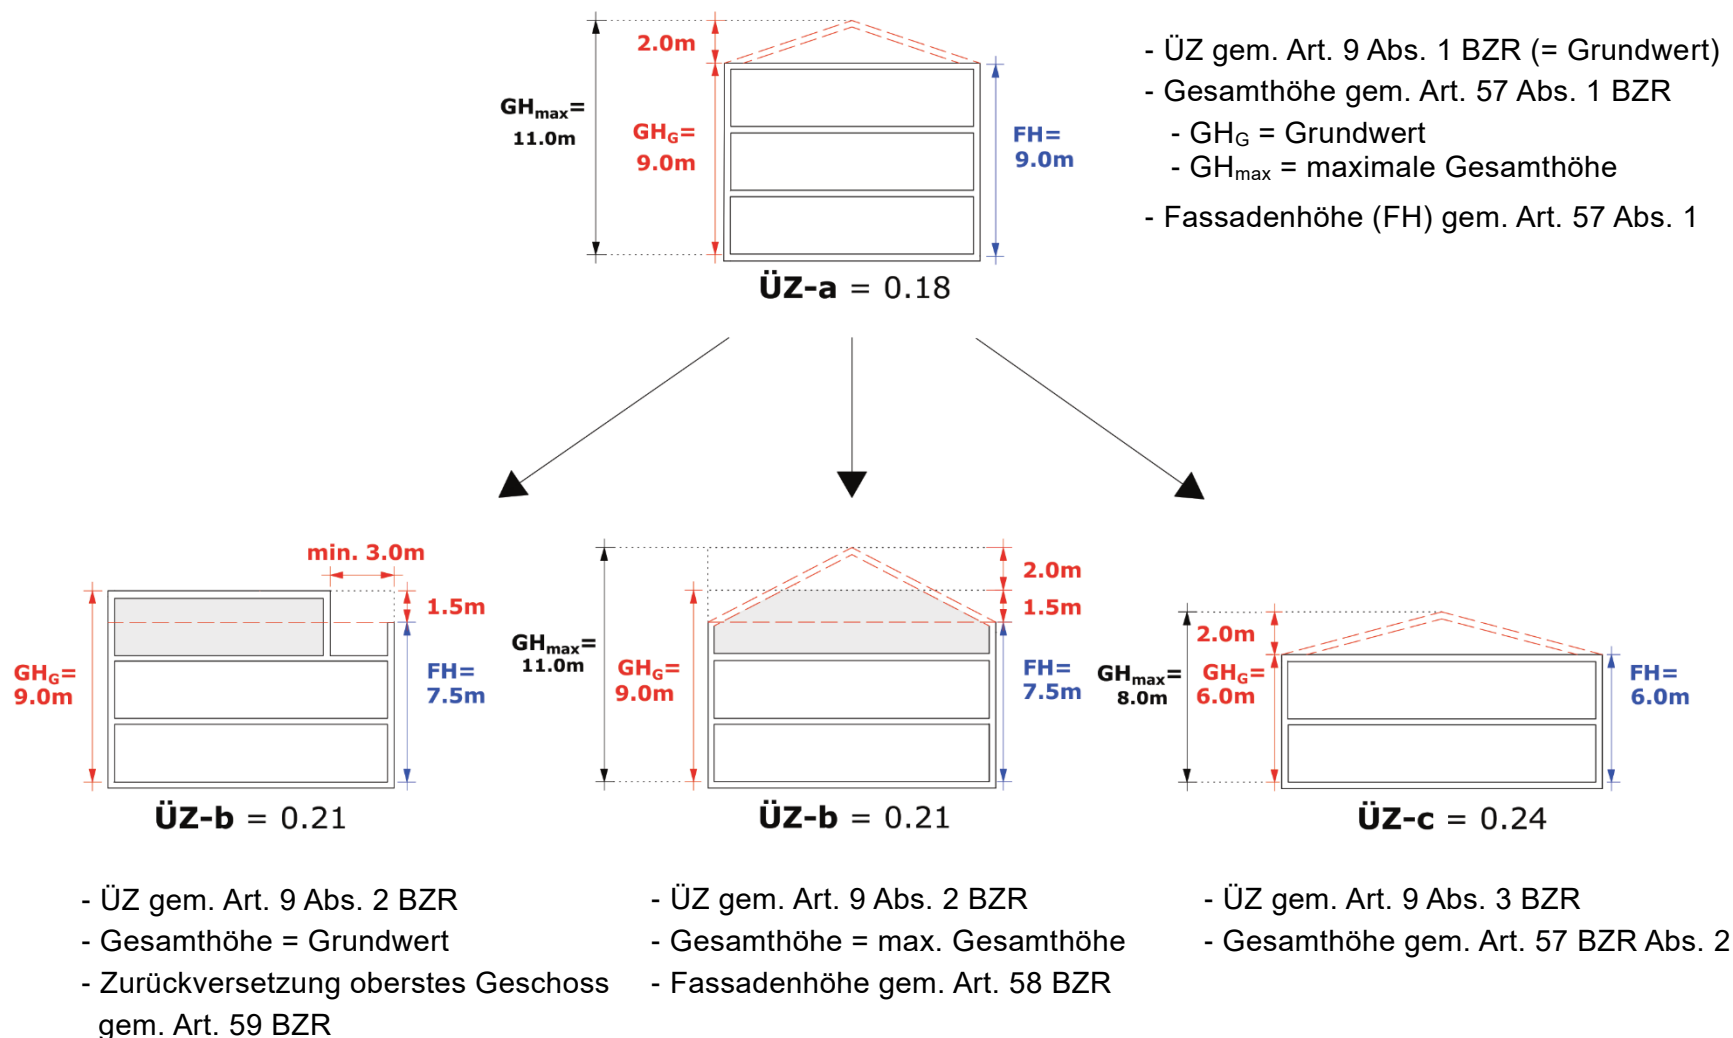 2.0m
GHmax=
11.0m
GHG=
9.0m
FH=
9.0m
ÜZ-a = 0.18
- ÜZ gem. Art. 9 Abs. 1 BZR (= Grundwert)
- Gesamthöhe gem. Art. 57 Abs. 1 BZR
- GHG = Grundwert
- GHmax = maximale Gesamthöhe
- Fassadenhöhe (FH) gem. Art. 57 Abs. 1
min. 3.0m
1.5m
GHG=
9.0m
FH=
7.5m
ÜZ-b = 0.21
- ÜZ gem. Art. 9 Abs. 2 BZR
- Gesamthöhe = Grundwert
- Zurückversetzung oberstes Geschoss
gem. Art. 59 BZR
2.0m
1.5m
GHmax=
11.0m
GHG=
9.0m
FH=
7.5m
ÜZ-b = 0.21
- ÜZ gem. Art. 9 Abs. 2 BZR
- Gesamthöhe = max. Gesamthöhe
- Fassadenhöhe gem. Art. 58 BZR
2.0m
GHmax=
8.0m
GHG=
6.0m
FH=
6.0m
ÜZ-c = 0.24
- ÜZ gem. Art. 9 Abs. 3 BZR
- Gesamthöhe gem. Art. 57 BZR Abs. 2